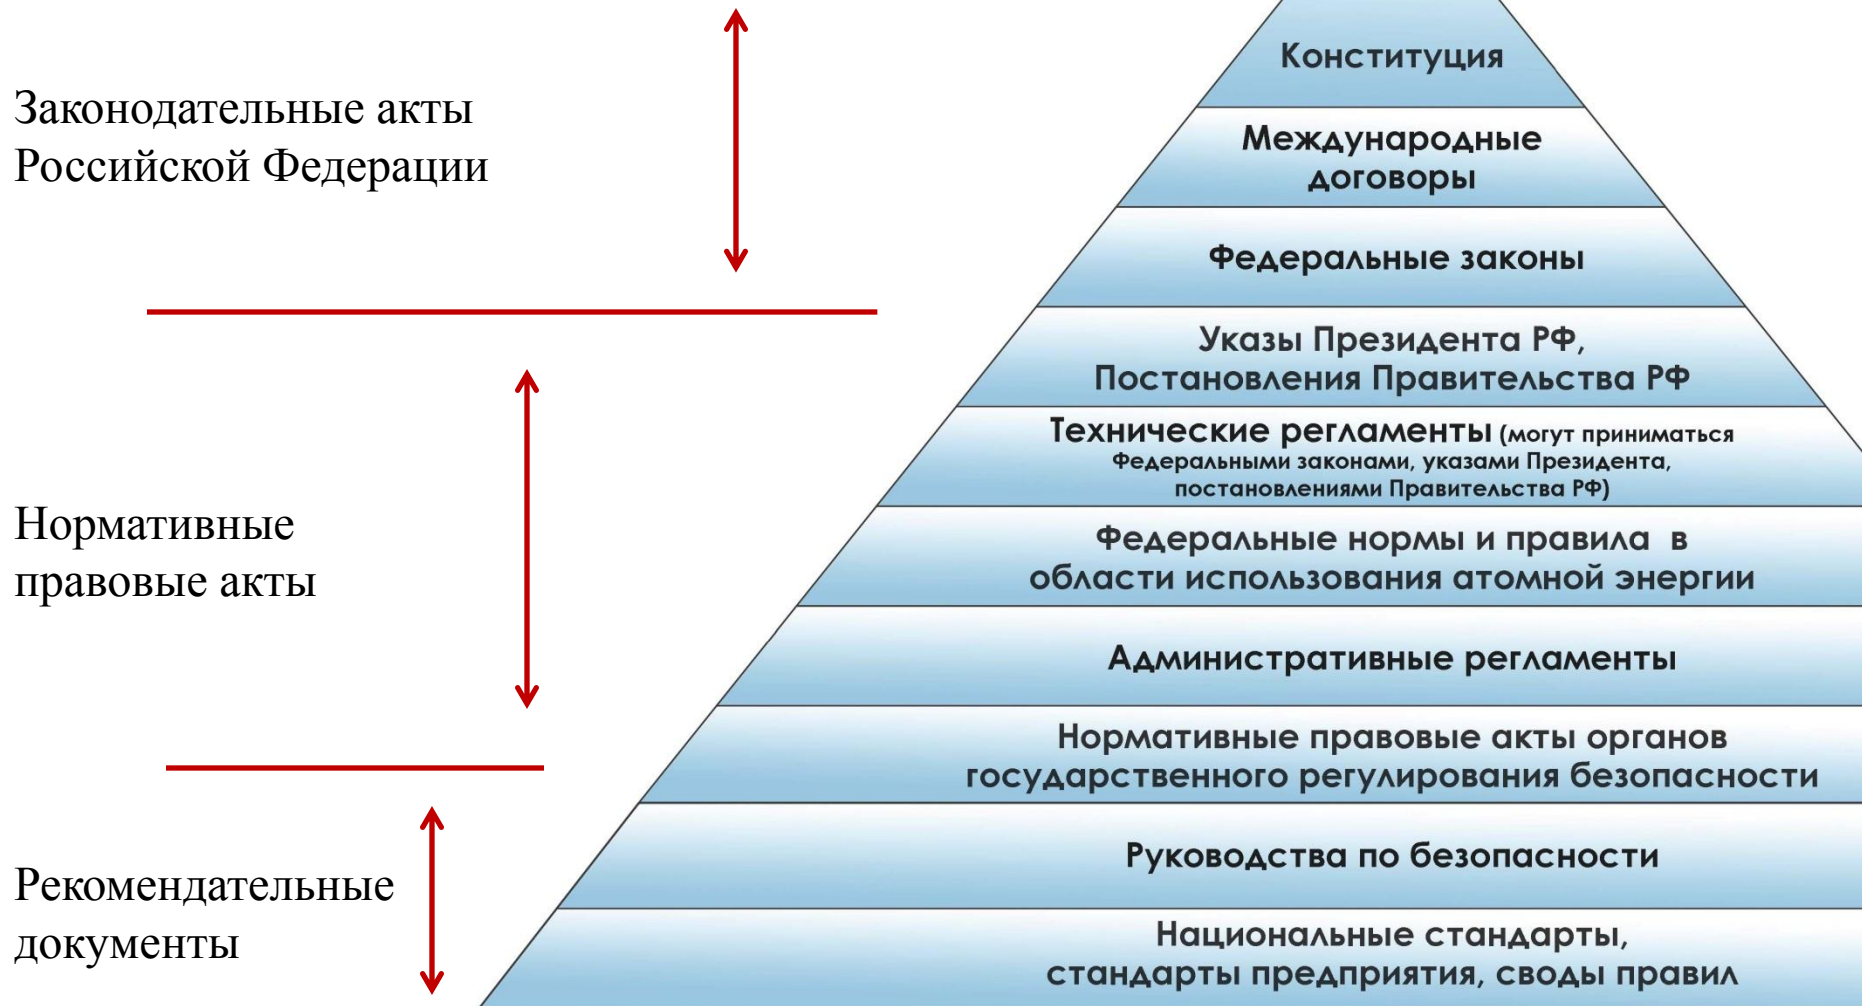 Законодательные акты
Российской Федерации
Нормативные
правовые акты
Рекомендательные
документы
Конституция
Международные
договоры
Федеральные законы
Указы Президента РФ,
Постановления Правительства РФ
Технические регламенты (могут приниматься
Федеральными законами, указами Президента,
постановлениями Правительства РФ)
Федеральные нормы и правила в
области использования атомной энергии
Административные регламенты
Нормативные правовые акты органов
государственного регулирования безопасности
Руководства по безопасности
Национальные стандарты,
стандарты предприятия, своды правил